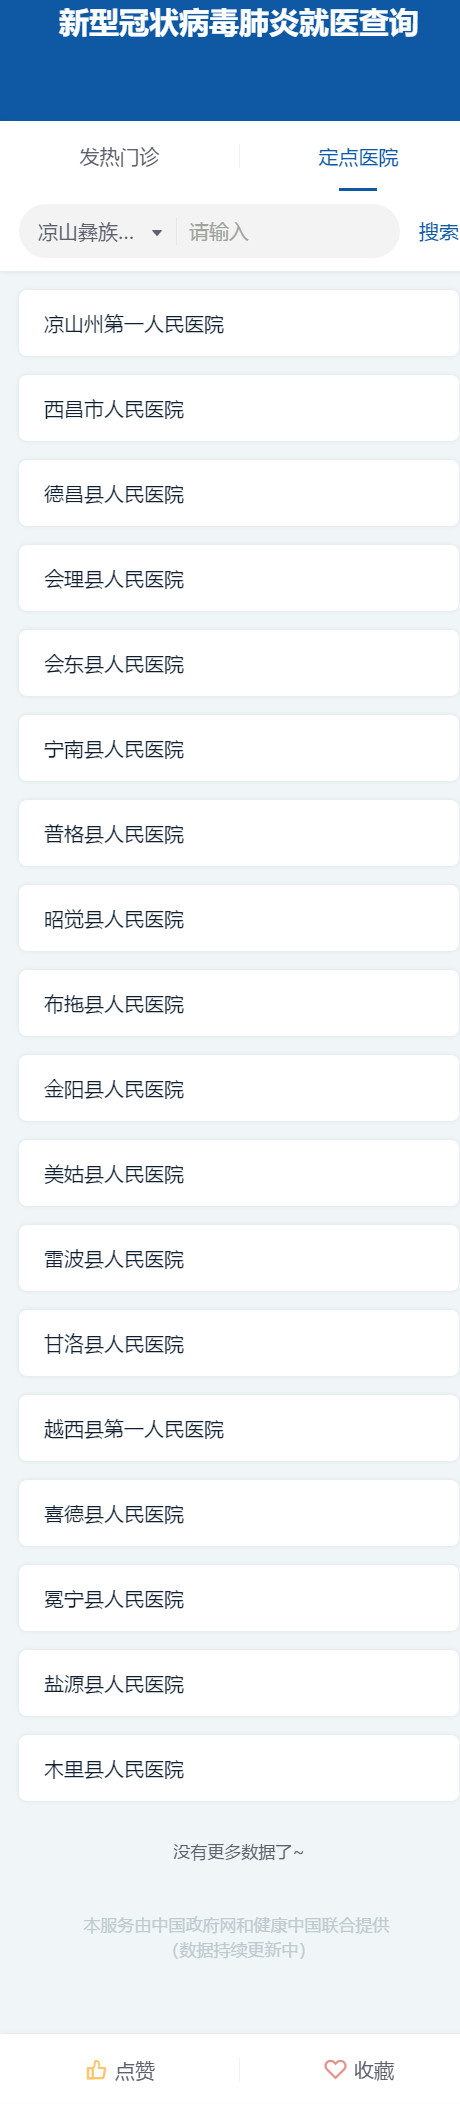 新型冠状病毒肺炎就医查询
发热门诊
定点医院
凉山彝族...
请输入
搜索
凉山州第一人民医院
西昌市人民医院
德昌县人民医院
会理县人民医院
会东县人民医院
宁南县人民医院
普格县人民医院
昭觉县人民医院
布拖县人民医院
金阳县人民医院
美姑县人民医院
雷波县人民医院
甘洛县人民医院
越西县第一人民医院
喜德县人民医院
冕宁县人民医院
盐源县人民医院
木里县人民医院
没有更多数据了~
本服务由中国政府网和健康中国联合提供
(数据持续更新中)
点赞
收藏